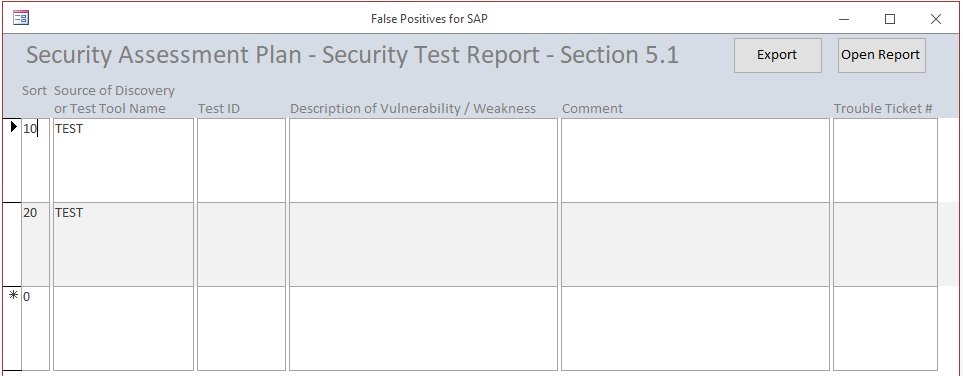 False Positives for SAP
Security Assessment Plan - Security Test Report - Section 5.1
Export
Open Report
Sort
Source of Discovery
or Test Tool Name
Test ID
Description of Vulnerability / Weakness
Comment
Trouble Ticket #
10
TEST
20
TEST
0